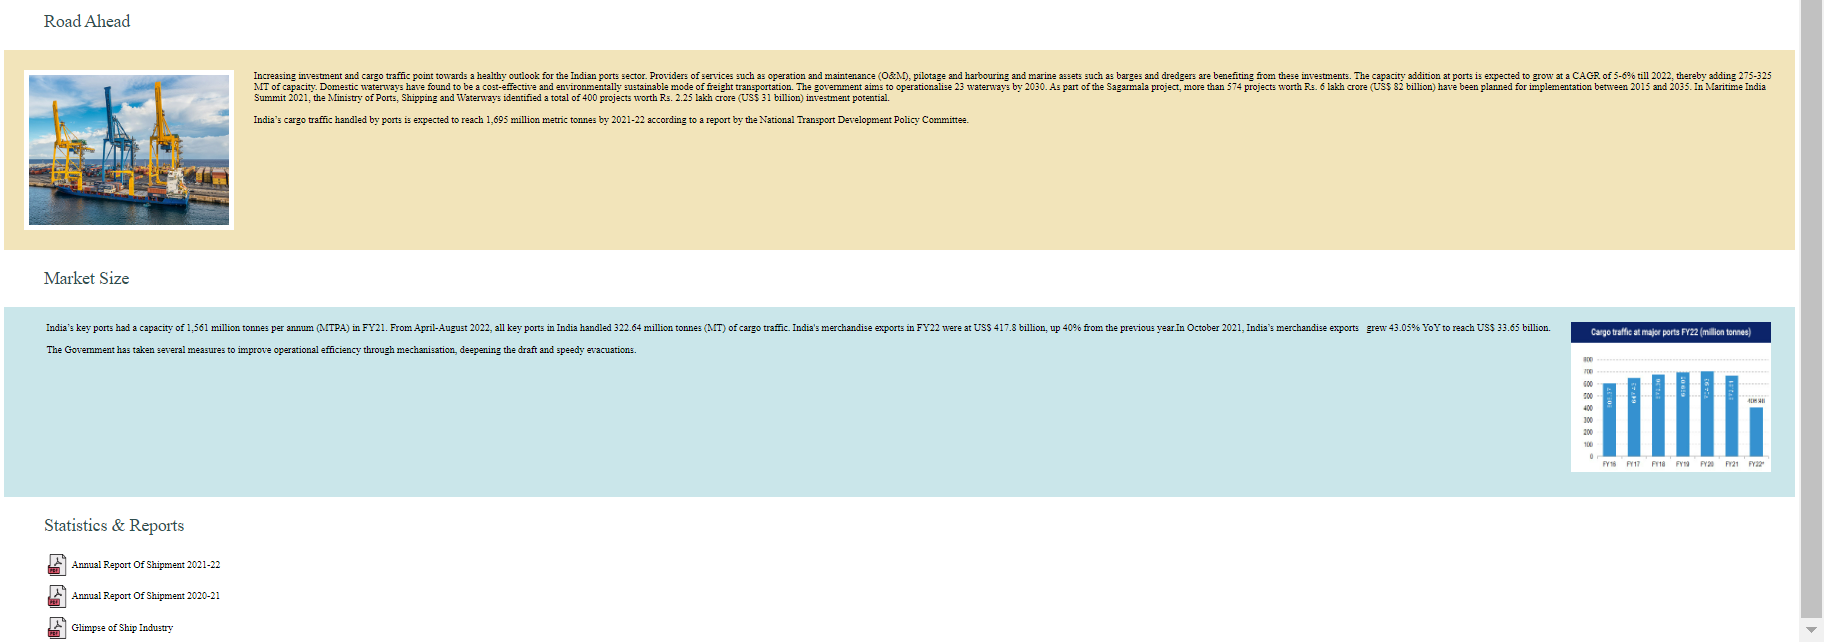 Road Ahead
Increasing investment and cargo traffic point towards a healthy outlook for the Indian ports sector. Providers of services such as operation and maintenance (O&M), pilotage and harbouring and marine assets such as barges and dredgers are benefiting from these investments. The capacity addition at ports is expected to grow at a CAGR of 5-6% till 2022, thereby adding 275-325
MT of capacity. Domestic waterways have found to be a cost-effective and environmentally sustainable mode of freight transportation. The government aims to operationalise 23 waterways by 2030. As part of the Sagarmala project, more than 574 projects worth Rs. 6 lakh crore (US$ 82 billion) have been planned for implementation between 2015 and 2035. In Maritime India
Summit 2021, the Ministry of Ports, Shipping and Waterways identified a total of 400 projects worth Rs. 2.25 lakh crore (US$ 31 billion) investment potential.
India's cargo traffic handled by ports is expected to reach 1,695 million metric tonnes by 2021-22 according to a report by the National Transport Development Policy Committee.
Market Size
India's key ports had a capacity of 1,561 million tonnes per annum (MTPA) in FY21. From April-August 2022, all key ports in India handled 322.64 million tonnes (MT) of cargo traffic. India's merchandise exports in FY22 were at US$ 417.8 billion, up 40% from the previous year.In October 2021, India's merchandise exports grew 43.05% YoY to reach US$ 33.65 billion.
The Government has taken several measures to improve operational efficiency through mechanisation, deepening the draft and speedy evacuations.
Cargo traffic at major ports FY22 (million tonnes)
800
700
600
500
400
300
200
100
0
FY16 FY17 FY18 FY19 FY20 FY21 FY22*
Statistics & Reports
PDF Annual Report Of Shipment 2021-22
PDF Annual Report Of Shipment 2020-21
PDF Glimpse of Ship Industry